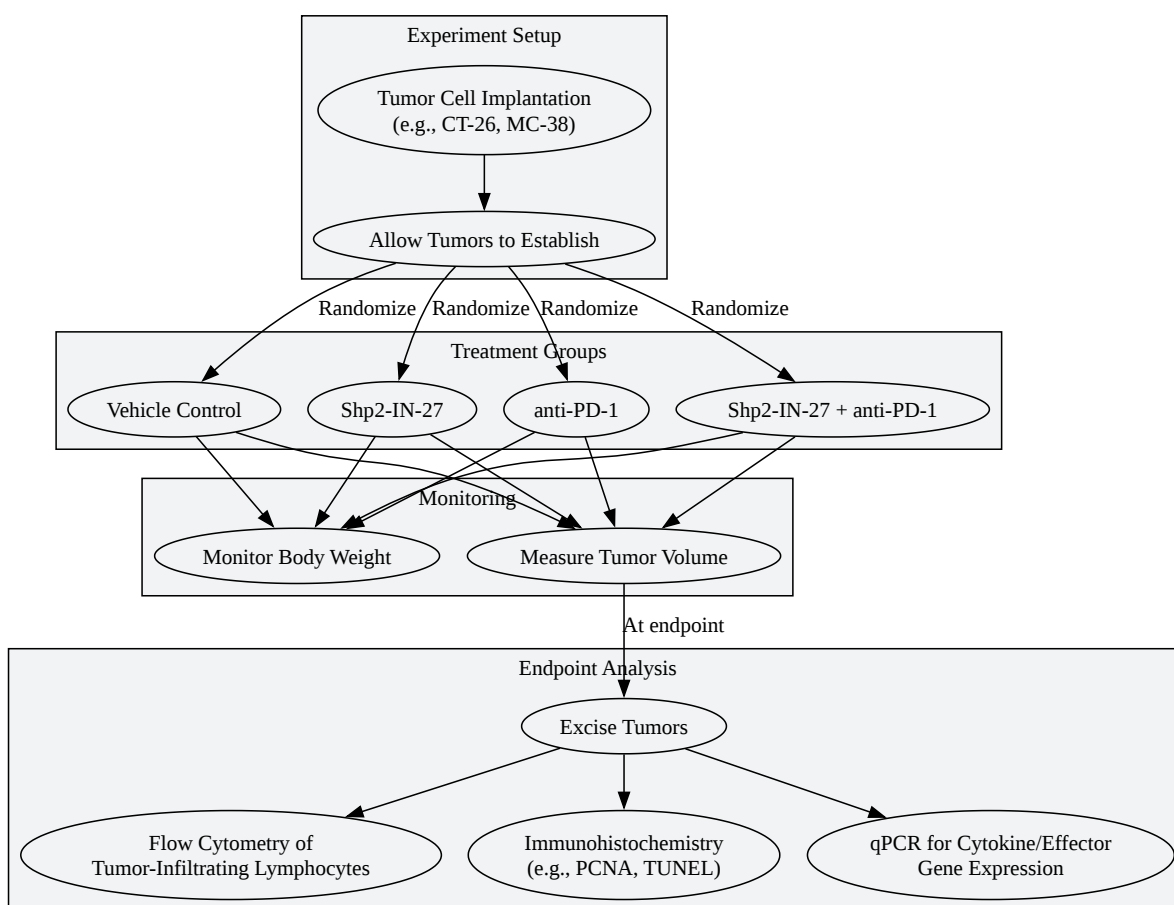 Experiment Setup
Tumor Cell Implantation
(e.g., CT-26, MC-38)
Allow Tumors to Establish
Randomize
Randomize
Randomize
Randomize
Treatment Groups
Vehicle Control
Shp2-IN-27
anti-PD-1
Shp2-IN-27 + anti-PD-1
Monitoring
Monitor Body Weight
Measure Tumor Volume
At endpoint
Endpoint Analysis
Excise Tumors
Flow Cytometry of
Tumor-Infiltrating Lymphocytes
Immunohistochemistry
(e.g., PCNA, TUNEL)
qPCR for Cytokine/Effector
Gene Expression